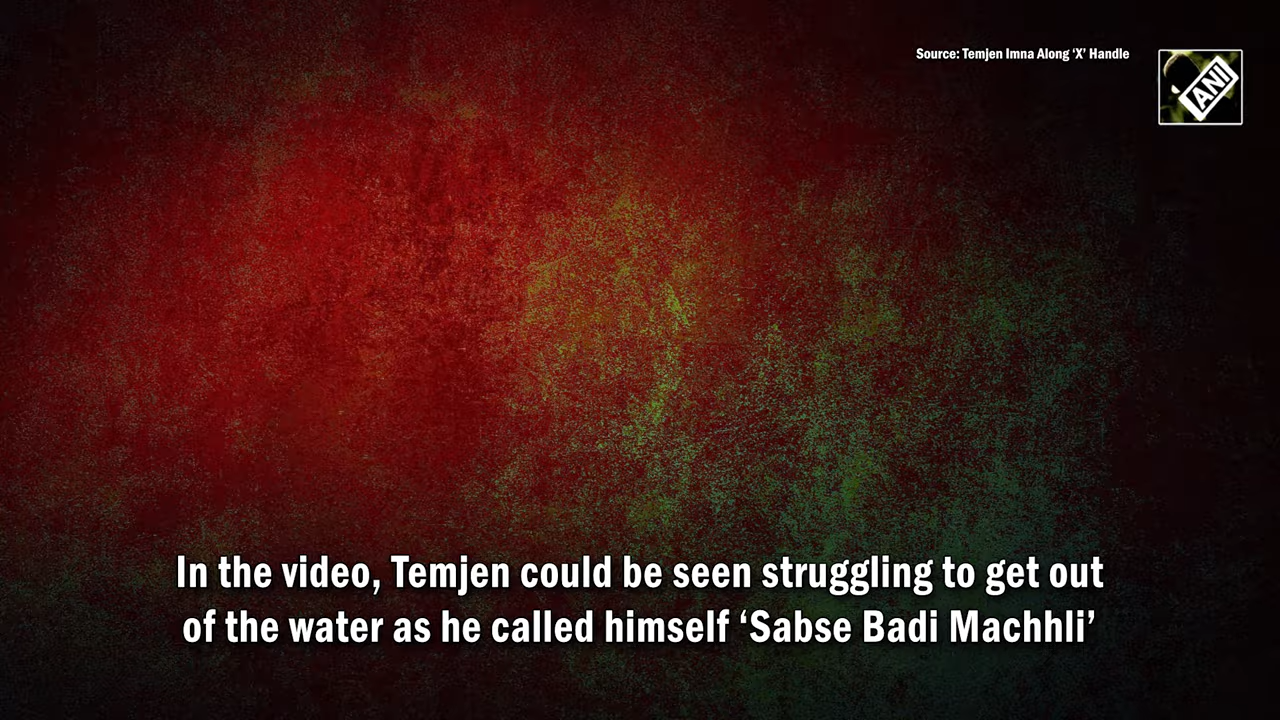 Source: Temjen Imna Along ‘X’ Handle
ANI
In the video, Temjen could be seen struggling to get out
of the water as he called himself ‘Sabse Badi Machhli’